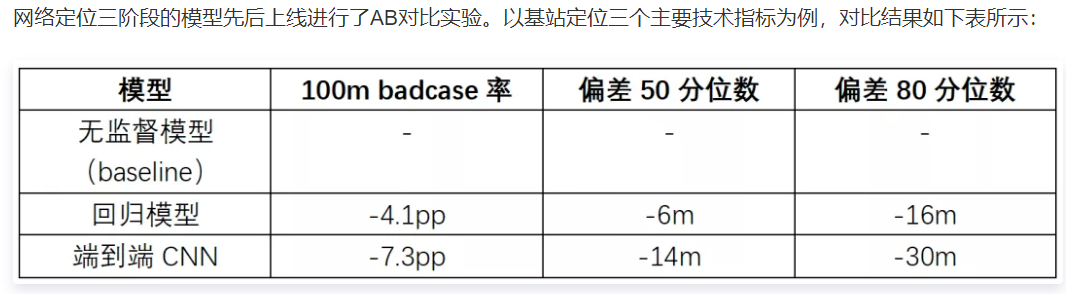 网络定位三阶段的模型先后上线进行了AB对比实验。以基站定位三个主要技术指标为例，对比结果如下表所示：
模型 100m badcase 率 偏差 50 分位数 偏差 80 分位数
无监督模型
（baseline） - - -
回归模型 -4.1pp -6m -16m
端到端 CNN -7.3pp -14m -30m